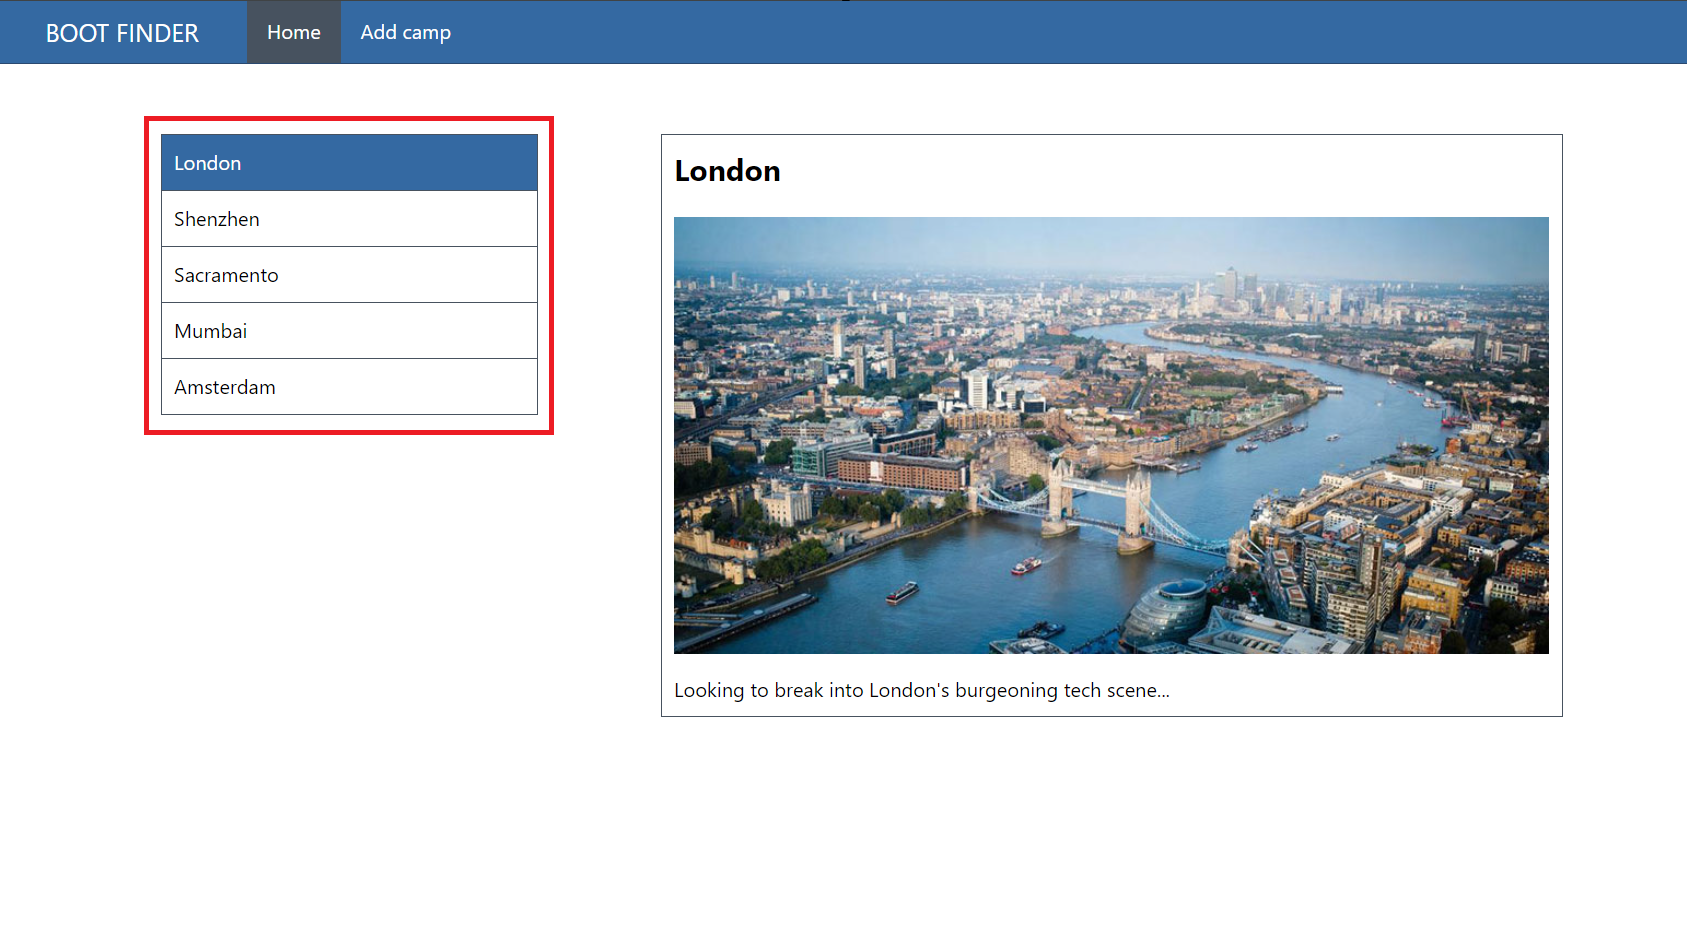 BOOT FINDER Home Add camp
London
Shenzhen
Sacramento
Mumbai
Amsterdam
London
Looking to break into London's burgeoning tech scene...